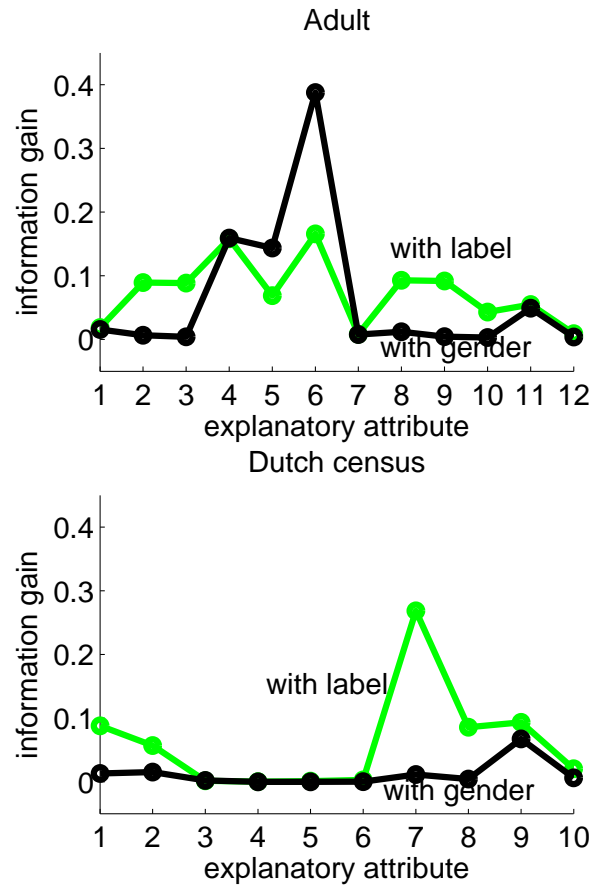 Adult
information gain
0.4
0.3
0.2
0.1
0
with label
with gender
1 2 3 4 5 6 7 8 9 10 11 12
explanatory attribute
Dutch census
information gain
0.4
0.3
0.2
0.1
0
with label
with gender
1 2 3 4 5 6 7 8 9 10
explanatory attribute